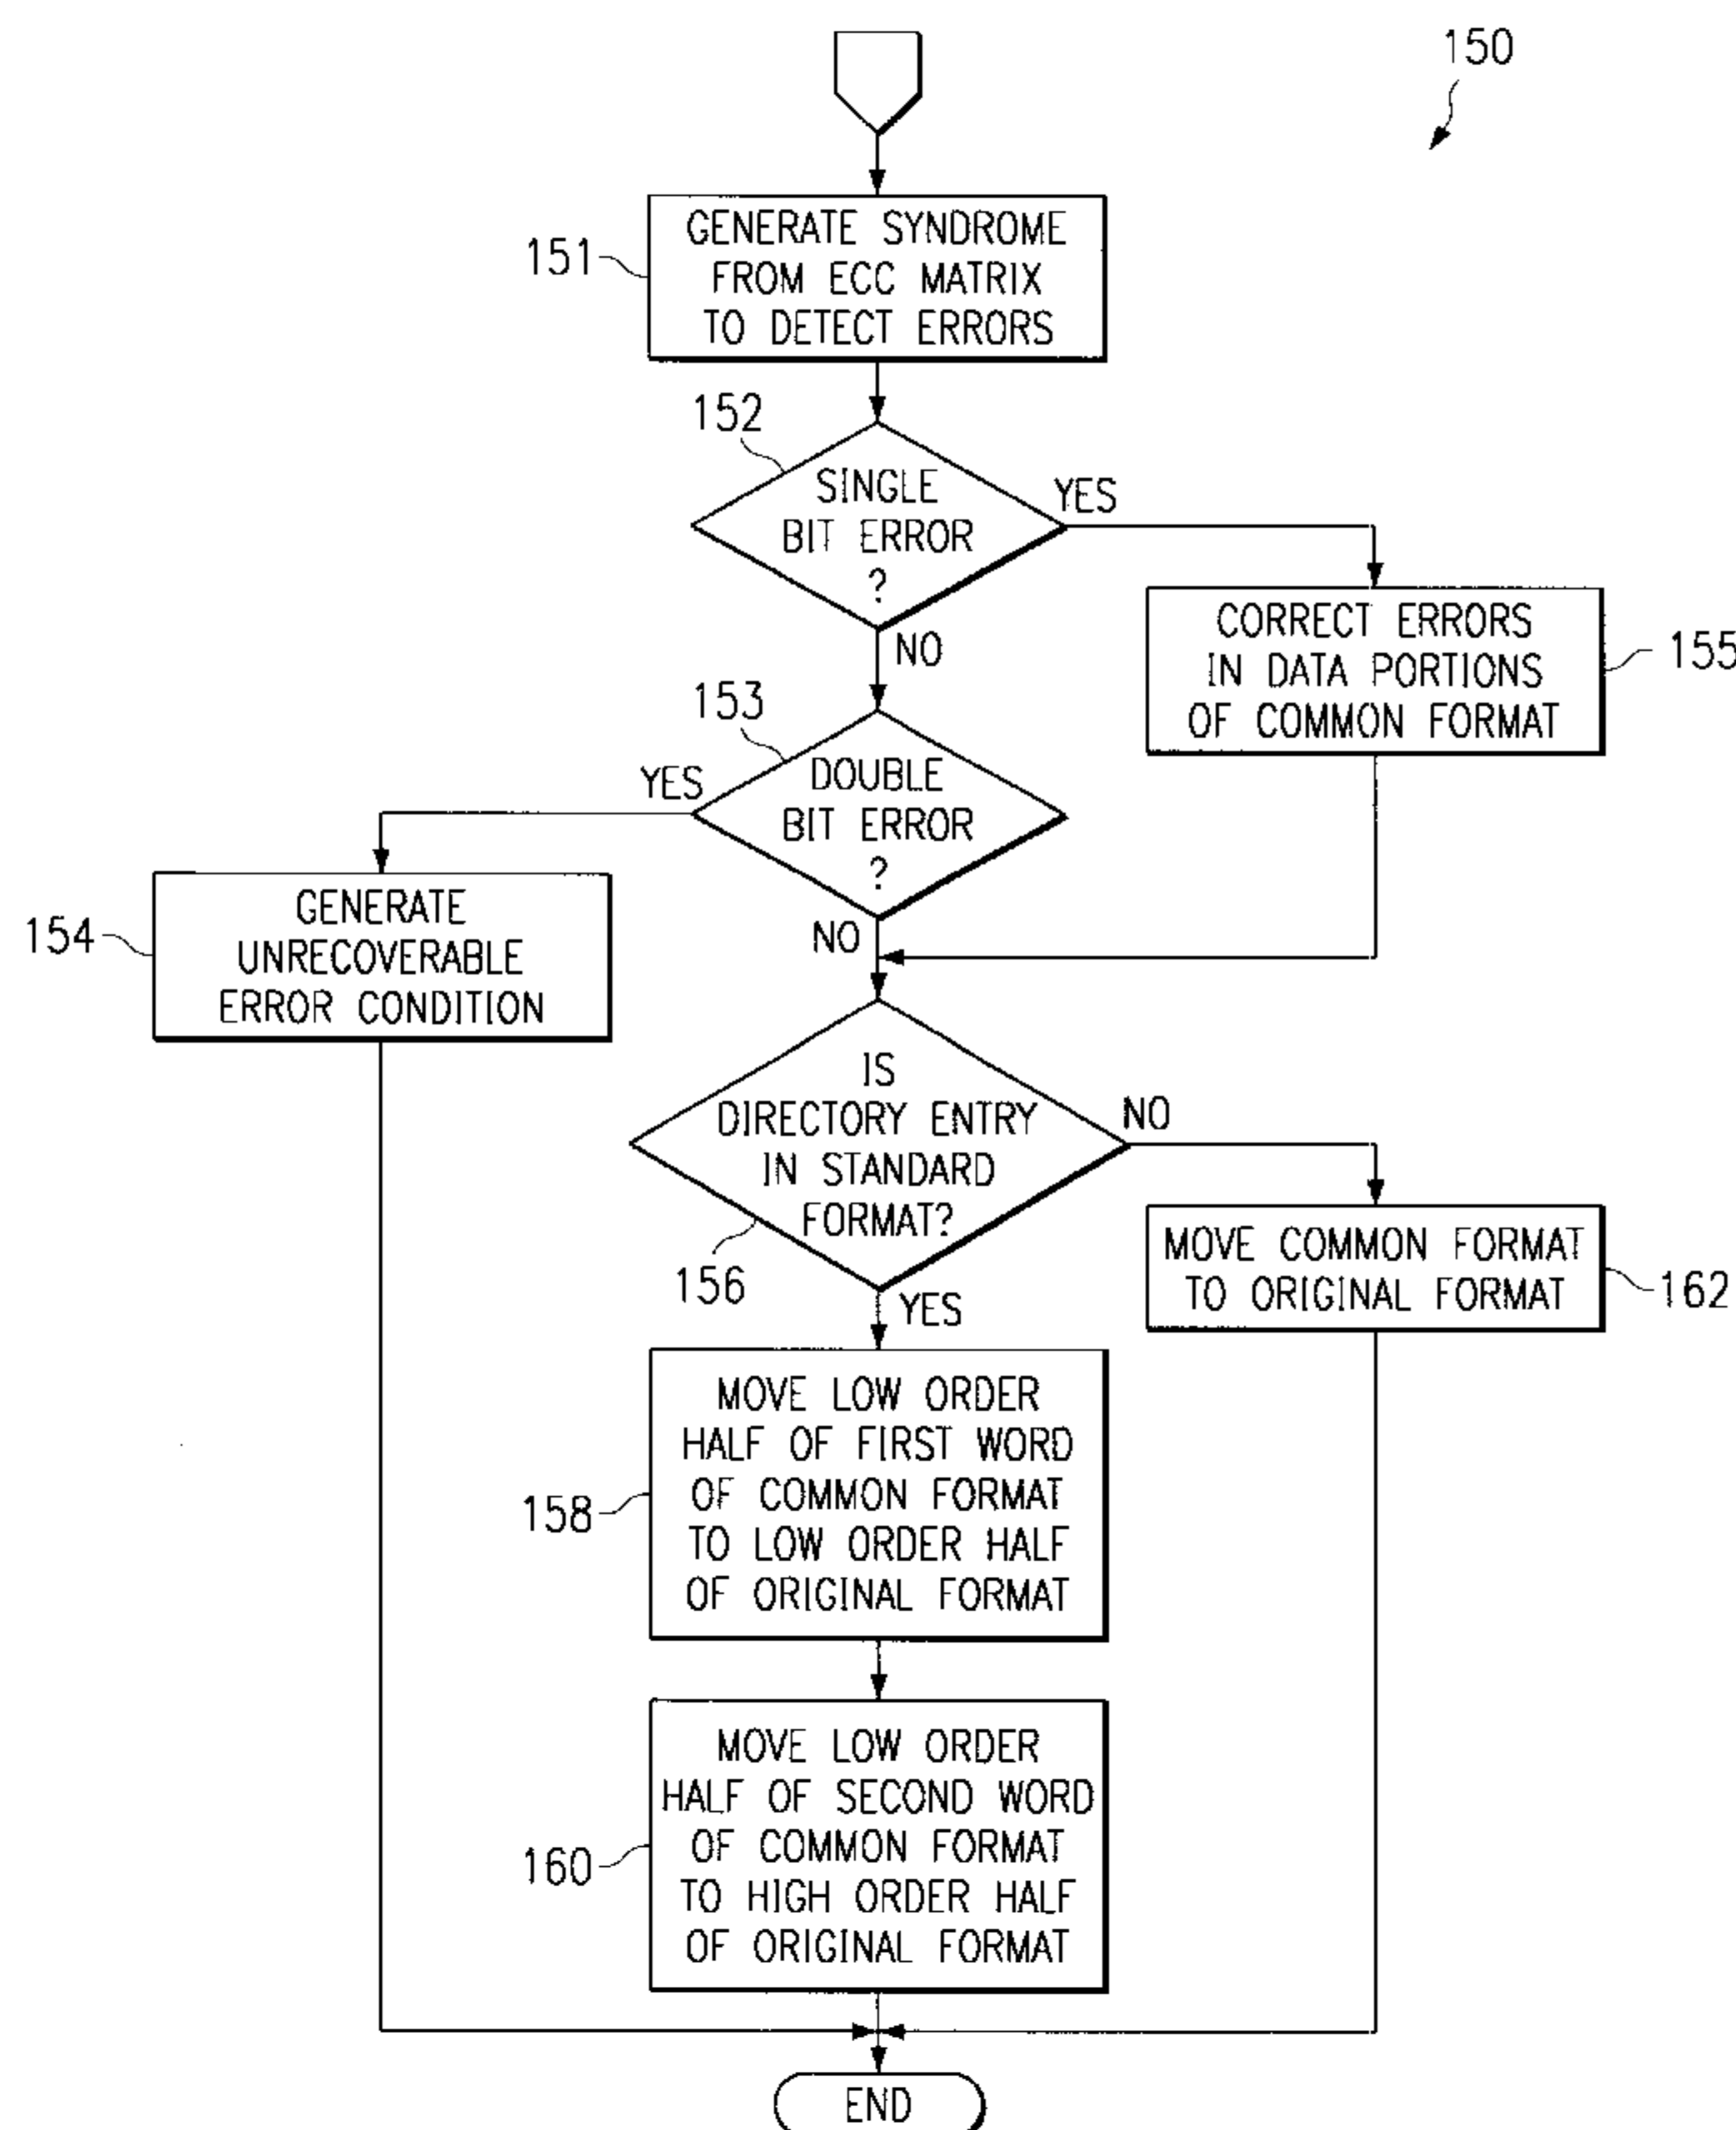 150
151
GENERATE SYNDROME
FROM ECC MATRIX
TO DETECT ERRORS
152
SINGLE
BIT ERROR
?
YES
NO
CORRECT ERRORS
IN DATA PORTIONS
OF COMMON FORMAT
155
153
DOUBLE
BIT ERROR
?
YES
NO
154
GENERATE
UNRECOVERABLE
ERROR CONDITION
IS
DIRECTORY ENTRY
IN STANDARD
FORMAT?
156
NO
YES
MOVE COMMON FORMAT
TO ORIGINAL FORMAT
162
158
MOVE LOW ORDER
HALF OF FIRST WORD
OF COMMON FORMAT
TO LOW ORDER HALF
OF ORIGINAL FORMAT
160
MOVE LOW ORDER
HALF OF SECOND WORD
OF COMMON FORMAT
TO HIGH ORDER HALF
OF ORIGINAL FORMAT
END